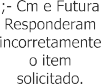 ;- Cm e Futura
Responderam
incorretamente
o item
solicitado.